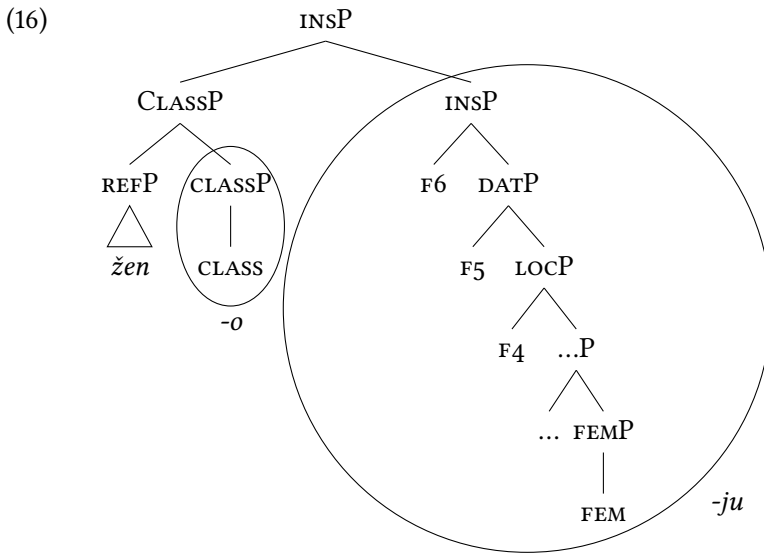 (16)
INSP
CLASSP INSP
REFP CLASSP F6 DATP
žen CLASS F5 LOCP
-o
F4 ...P
... FEMP
FEM -ju